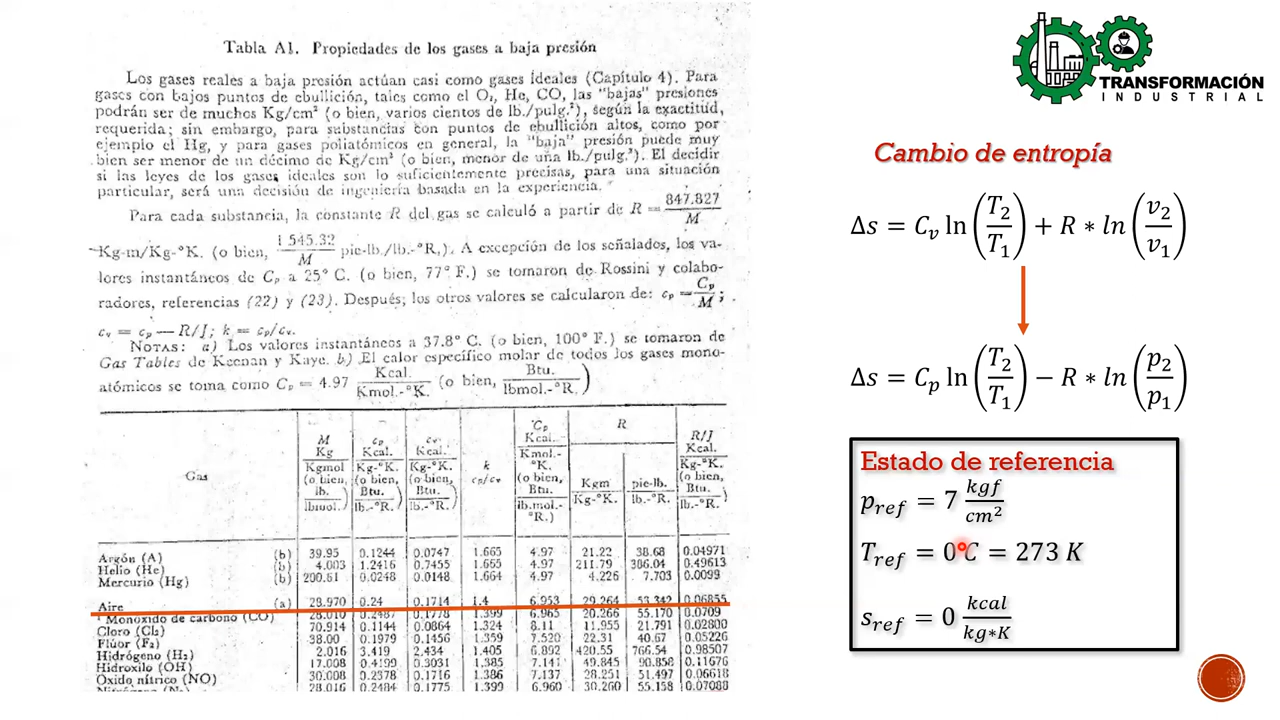 Tabla A1. Propiedades de los gases a baja presión
Los gases reales a baja presión actúan casi como gases ideales (Capítulo 4). Para
gases con bajos puntos de ebullición, tales como el O₂, He, CO, las "bajas" presiones
podrán ser de muchos Kg/cm² (o bien, varios cientos de lb./pulg.²), según la exactitud,
requerida; sin embargo, para substancias con puntos de ebullición altos, como por
ejemplo el Hg, y para gases poliatómicos en general, la "baja" presión puede muy
bien ser menor de un décimo de Kg/cm² (o bien, menor de una lb./pulg.²). El decidir
si las leyes de los gases ideales son lo suficientemente precisas, para una situación
particular, será una decisión de ingeniería basada en la experiencia.
Para cada substancia, la constante R del gas se calculó a partir de R = 847.827 / M
Kg-m/Kg-°K. (o bien, 1 545.32 / M pie-lb./lb.-°R.). A excepción de los señalados, los va-
lores instantáneos de Cₚ a 25° C. (o bien, 77° F.) se tomaron de Rossini y colabo-
radores, referencias (22) y (23). Después, los otros valores se calcularon de: cₚ = Cₚ / M ;
cᵥ = cₚ — R/J; k = cₚ/cᵥ.
NOTAS: a) Los valores instantáneos a 37.8° C. (o bien, 100° F.) se tomaron de
Gas Tables de Keenan y Kaye. b) El calor específico molar de todos los gases mono-
atómicos se toma como Cₚ = 4.97 Kcal. / Kmol.-°K. (o bien, Btu. / lbmol.-°R.)
Gas M Kg / Kgmol (o bien, lb. / lbmol.) cₚ Kcal. / Kg-°K. (o bien, Btu. / lb.-°R.) cᵥ Kcal. / Kg-°K. (o bien, Btu. / lb.-°R.) k cₚ/cᵥ Cₚ Kcal. / Kmol.-°K. (o bien, Btu. / lb.mol.-°R.) R Kgm / Kg-°K. pie-lb. / lb.-°R. R/J Kcal. / Kg-°K. (o bien, Btu. / lb.-°R.)
Argón (A) (b) 39.95 0.1244 0.0747 1.665 4.97 21.22 38.68 0.04971
Helio (He) (b) 4.003 1.2416 0.7455 1.665 4.97 211.79 386.04 0.49613
Mercurio (Hg) (b) 200.61 0.0248 0.0148 1.664 4.97 4.226 7.703 0.0099
Aire (a) 28.970 0.24 0.1714 1.4 6.953 29.264 53.342 0.06855
Monóxido de carbono (CO) 28.010 0.2487 0.1778 1.399 6.965 20.266 55.170 0.0709
Cloro (Cl₂) 70.914 0.1144 0.0864 1.324 8.11 11.955 21.791 0.02800
Flúor (F₂) 38.00 0.1979 0.1456 1.359 7.520 22.31 40.67 0.05226
Hidrógeno (H₂) 2.016 3.419 2.434 1.405 6.892 420.55 766.54 0.98507
Hidroxilo (OH) 17.008 0.4199 0.3031 1.385 7.141 49.845 90.858 0.11676
Óxido nítrico (NO) 30.008 0.2378 0.1716 1.386 7.137 28.251 51.497 0.06618
28.016 0.2484 0.1775 1.399 6.960 30.260 55.158 0.07088
TRANSFORMACIÓN
INDUSTRIAL
Cambio de entropía
Δs = Cᵥ ln (T₂ / T₁) + R * ln (v₂ / v₁)
Δs = Cₚ ln (T₂ / T₁) − R * ln (p₂ / p₁)
Estado de referencia
p_ref = 7 kgf / cm²
T_ref = 0°C = 273 K
s_ref = 0 kcal / kg∗K